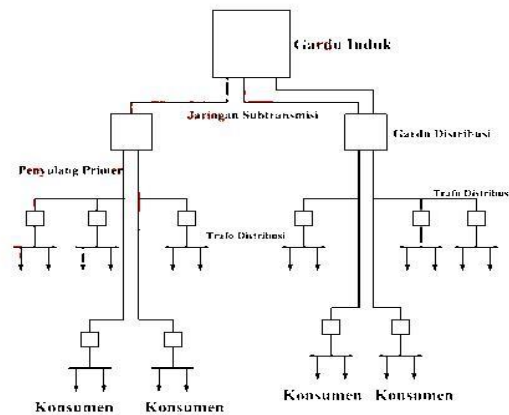 Gardu Induk
Jaringan Subtransmisi
Gardu Distribusi
Penyulang Primer
Trafo Distribusi
Trafo Distribusi
Konsumen Konsumen
Konsumen Konsumen